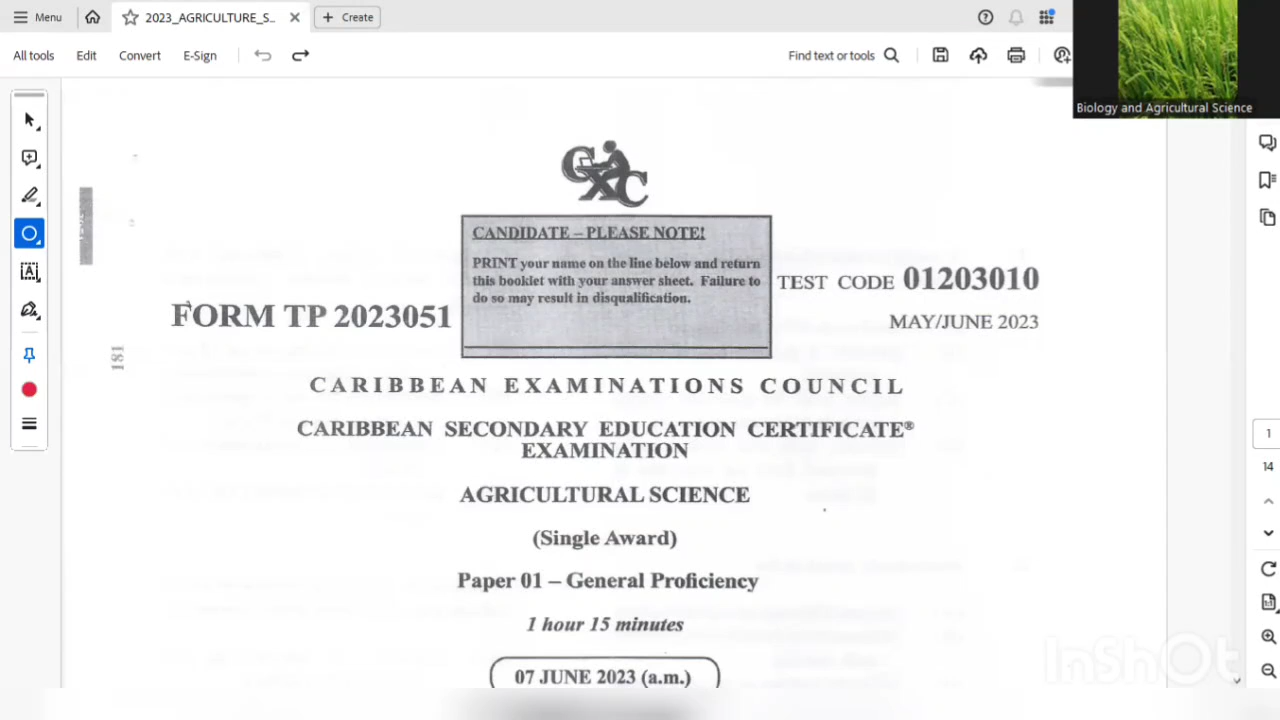 Menu
2023_AGRICULTURE_S...
Create
All tools
Edit
Convert
E-Sign
Find text or tools
Biology and Agricultural Science
CXC
CANDIDATE – PLEASE NOTE!
PRINT your name on the line below and return
this booklet with your answer sheet. Failure to
do so may result in disqualification.
TEST CODE 01203010
FORM TP 2023051
MAY/JUNE 2023
181
CARIBBEAN EXAMINATIONS COUNCIL
CARIBBEAN SECONDARY EDUCATION CERTIFICATE®
EXAMINATION
AGRICULTURAL SCIENCE
(Single Award)
Paper 01 – General Proficiency
1 hour 15 minutes
07 JUNE 2023 (a.m.)
1
14
InShOt